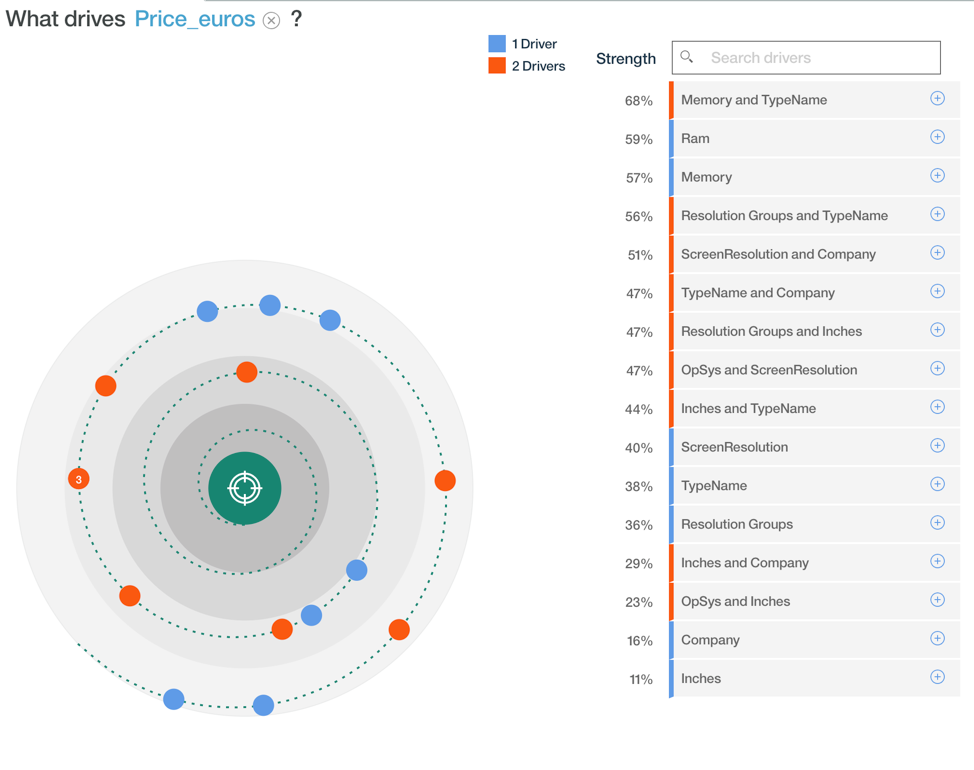 What drives Price_euros ?
1 Driver
2 Drivers
Strength
Search drivers
68% Memory and TypeName
59% Ram
57% Memory
56% Resolution Groups and TypeName
51% ScreenResolution and Company
47% TypeName and Company
47% Resolution Groups and Inches
47% OpSys and ScreenResolution
44% Inches and TypeName
40% ScreenResolution
38% TypeName
36% Resolution Groups
29% Inches and Company
23% OpSys and Inches
16% Company
11% Inches
3